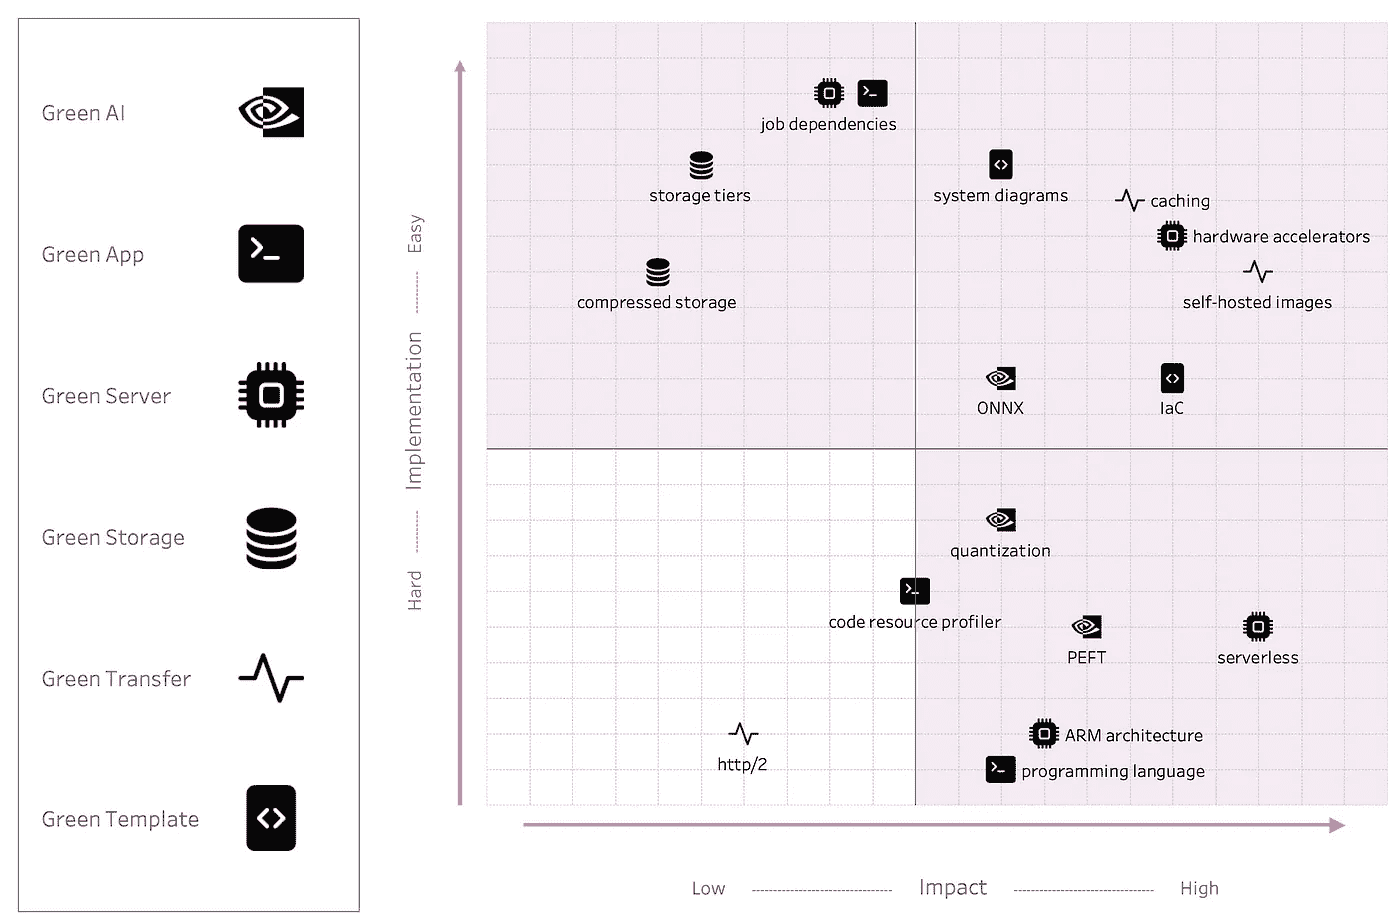 Green AI
Green App
Green Server
Green Storage
Green Transfer
Green Template
Hard Implementation Easy
job dependencies
storage tiers
system diagrams
caching
hardware accelerators
compressed storage
self-hosted images
ONNX
IaC
quantization
code resource profiler
PEFT
serverless
ARM architecture
http/2
programming language
Low Impact High